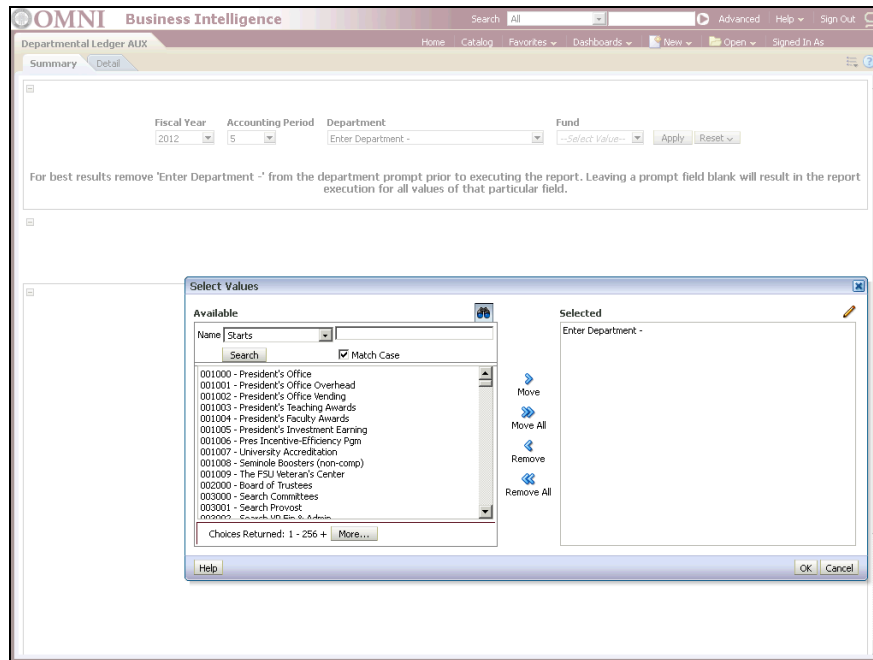 OMNI Business Intelligence Search All Advanced Help Sign Out
Departmental Ledger AUX Home Catalog Favorites Dashboards New Open Signed In As
Summary Detail
Fiscal Year Accounting Period Department Fund
2012 5 Enter Department - --Select Value-- Apply Reset
For best results remove 'Enter Department -' from the department prompt prior to executing the report. Leaving a prompt field blank will result in the report
execution for all values of that particular field.
Select Values
Available Selected
Name Starts
Enter Department -
Search Match Case
001000 - President's Office
001001 - President's Office Overhead
001002 - President's Office Vending
001003 - President's Teaching Awards
001004 - President's Faculty Awards
001005 - President's Investment Earning
001006 - Pres Incentive-Efficiency Pgm
001007 - University Accreditation
001008 - Seminole Boosters (non-comp)
001009 - The FSU Veteran's Center
002000 - Board of Trustees
003000 - Search Committees
003001 - Search Provost
003002 - Search VP Fin & Admin
Move
Move All
Remove
Remove All
Choices Returned: 1 - 256 + More...
Help OK Cancel